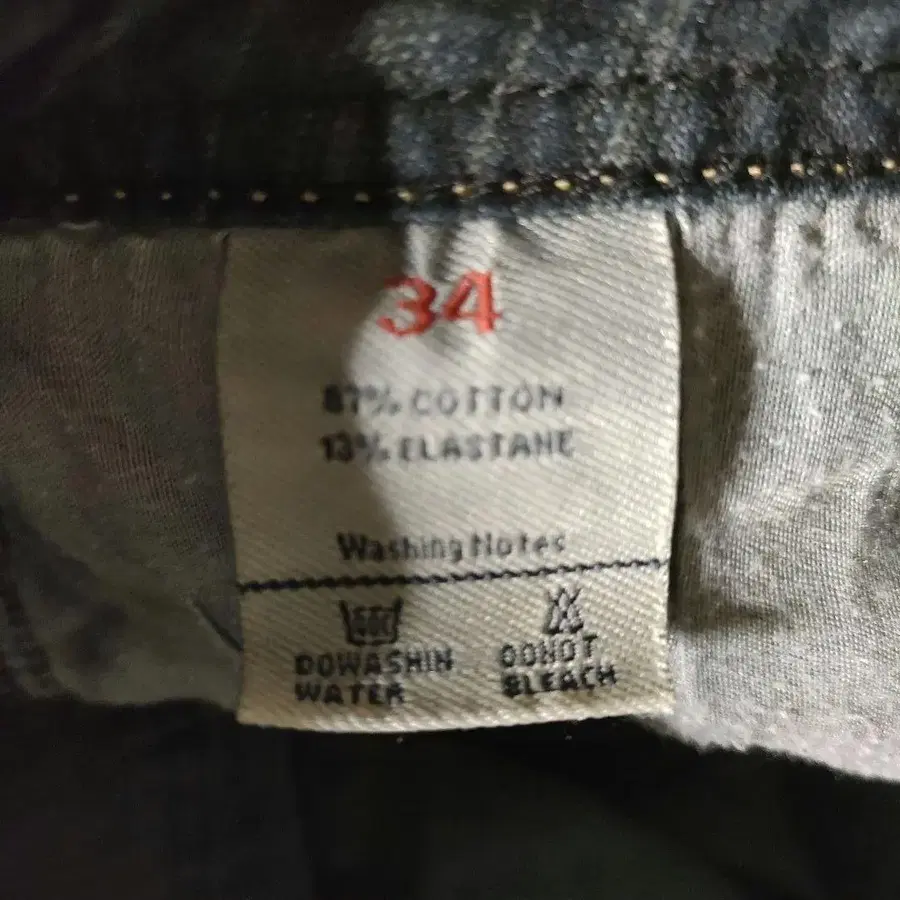 34
87% COTTON
13% ELASTANE
Washing Notes
DOWASHIN
WATER
DONOT
BLEACH